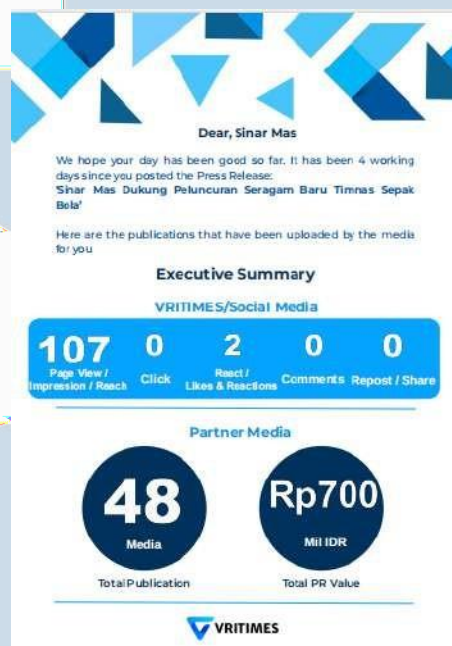 Dear, Sinar Mas
We hope your day has been good so far. It has been 4 working
days since you posted the Press Release:
'Sinar Mas Dukung Peluncuran Seragam Baru Timnas Sepak
Bola'
Here are the publications that have been uploaded by the media
for you
Executive Summary
VRITIMES/Social Media
107 0 2 0 0
Page View / Impression / Reach
Click
React / Likes & Reactions
Comments
Repost / Share
Partner Media
48
Media
Total Publication
Rp700
Mil IDR
Total PR Value
VRITIMES